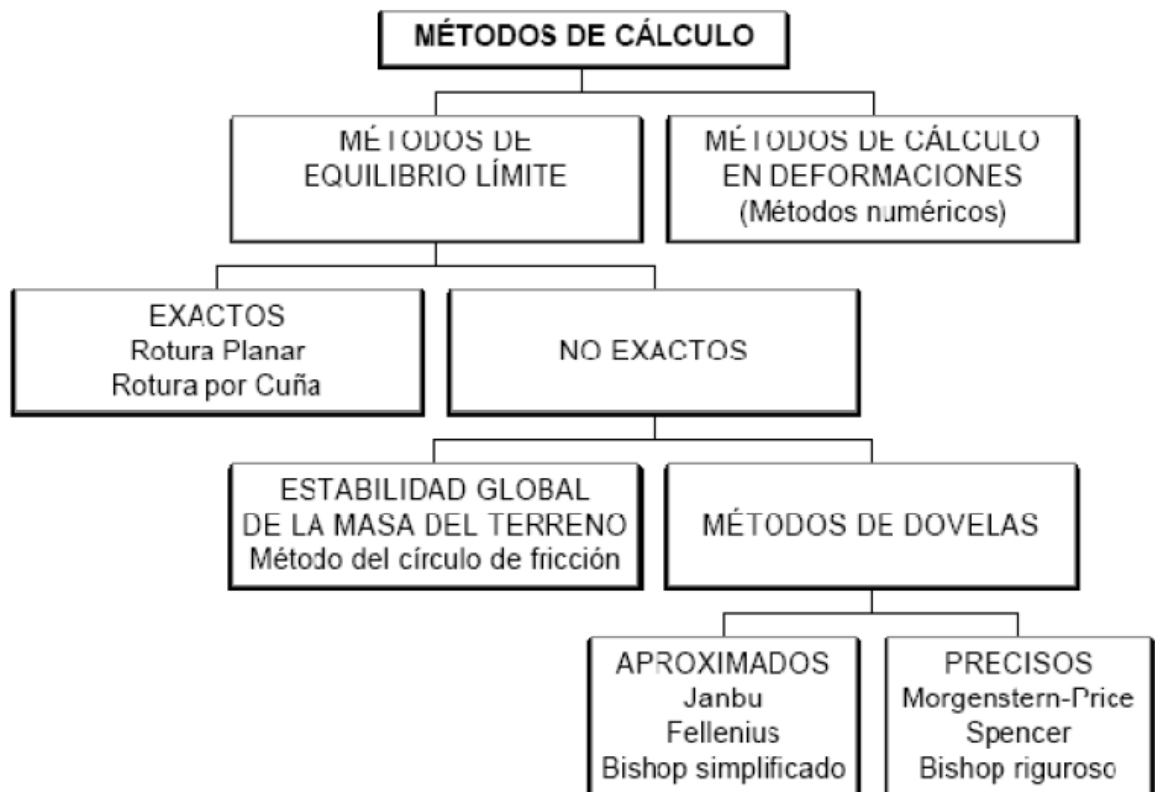 MÉTODOS DE CÁLCULO
MÉTODOS DE
EQUILIBRIO LÍMITE
MÉTODOS DE CÁLCULO
EN DEFORMACIONES
(Métodos numéricos)
EXACTOS
Rotura Planar
Rotura por Cuña
NO EXACTOS
ESTABILIDAD GLOBAL
DE LA MASA DEL TERRENO
Método del círculo de fricción
MÉTODOS DE DOVELAS
APROXIMADOS
Janbu
Fellenius
Bishop simplificado
PRECISOS
Morgenstern-Price
Spencer
Bishop riguroso